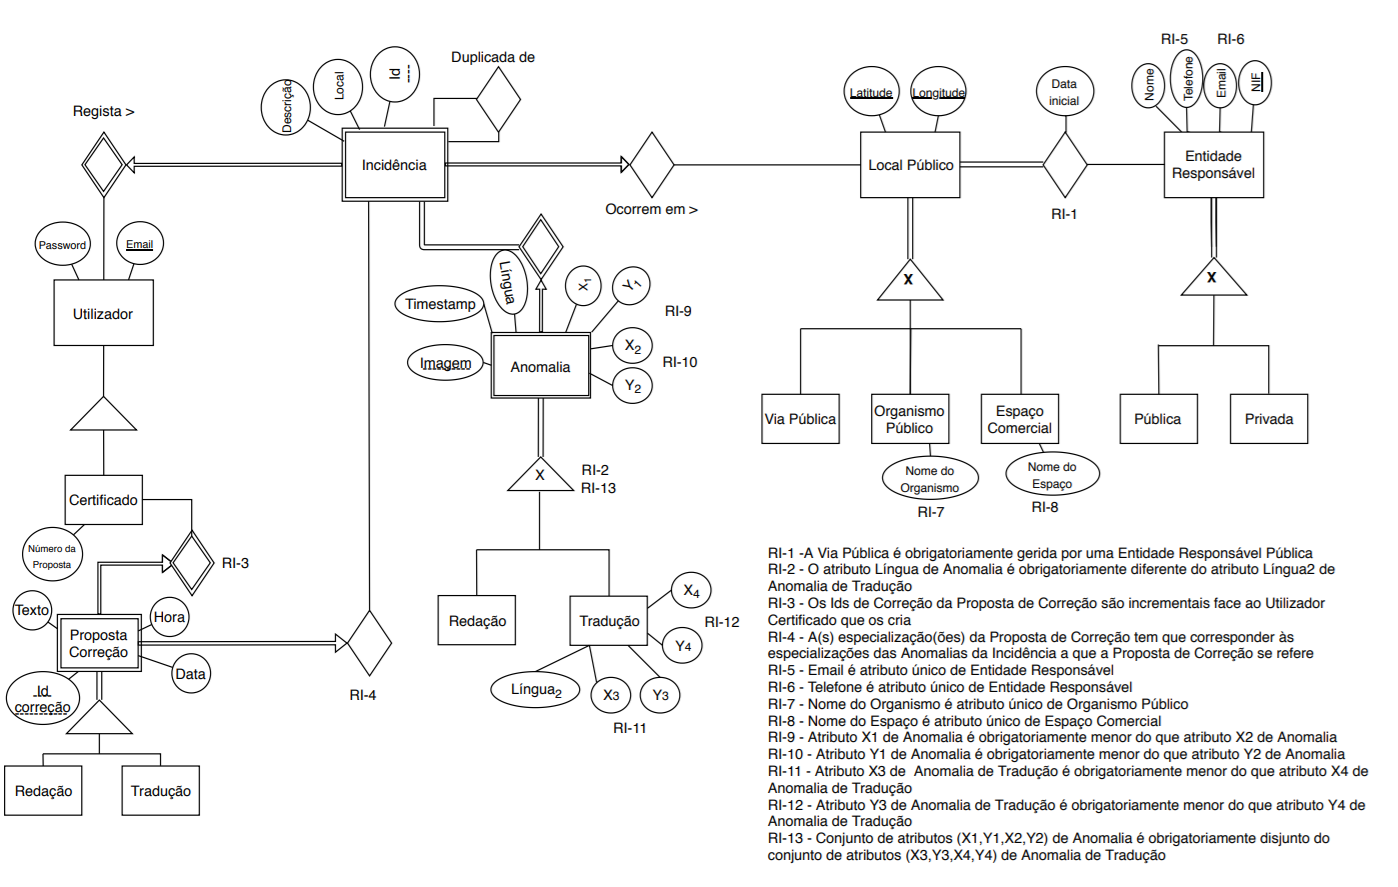 Duplicada de
RI-5
RI-6
Regista >
Descrição
Local
Id
Latitude
Longitude
Data
inicial
Nome
Telefone
Email
NIF
Incidência
Local Público
Entidade
Responsável
Ocorrem em >
RI-1
Password
Email
Utilizador
Língua
Timestamp
X1
Y1
RI-9
X2
Imagem
Anomalia
RI-10
Y2
X
X
Via Pública
Organismo
Público
Espaço
Comercial
Pública
Privada
Nome do
Organismo
Nome do
Espaço
RI-7
RI-8
X
RI-2
RI-13
Certificado
Número da
Proposta
RI-3
Texto
Hora
Proposta
Correção
Data
Id
correção
RI-4
Redação
Tradução
Redação
Tradução
X4
RI-12
Y4
Língua2
X3
Y3
RI-11
RI-1 -A Via Pública é obrigatoriamente gerida por uma Entidade Responsável Pública
RI-2 - O atributo Língua de Anomalia é obrigatoriamente diferente do atributo Língua2 de
Anomalia de Tradução
RI-3 - Os Ids de Correção da Proposta de Correção são incrementais face ao Utilizador
Certificado que os cria
RI-4 - A(s) especialização(ões) da Proposta de Correção tem que corresponder às
especializações das Anomalias da Incidência a que a Proposta de Correção se refere
RI-5 - Email é atributo único de Entidade Responsável
RI-6 - Telefone é atributo único de Entidade Responsável
RI-7 - Nome do Organismo é atributo único de Organismo Público
RI-8 - Nome do Espaço é atributo único de Espaço Comercial
RI-9 - Atributo X1 de Anomalia é obrigatoriamente menor do que atributo X2 de Anomalia
RI-10 - Atributo Y1 de Anomalia é obrigatoriamente menor do que atributo Y2 de Anomalia
RI-11 - Atributo X3 de Anomalia de Tradução é obrigatoriamente menor do que atributo X4 de
Anomalia de Tradução
RI-12 - Atributo Y3 de Anomalia de Tradução é obrigatoriamente menor do que atributo Y4 de
Anomalia de Tradução
RI-13 - Conjunto de atributos (X1,Y1,X2,Y2) de Anomalia é obrigatoriamente disjunto do
conjunto de atributos (X3,Y3,X4,Y4) de Anomalia de Tradução